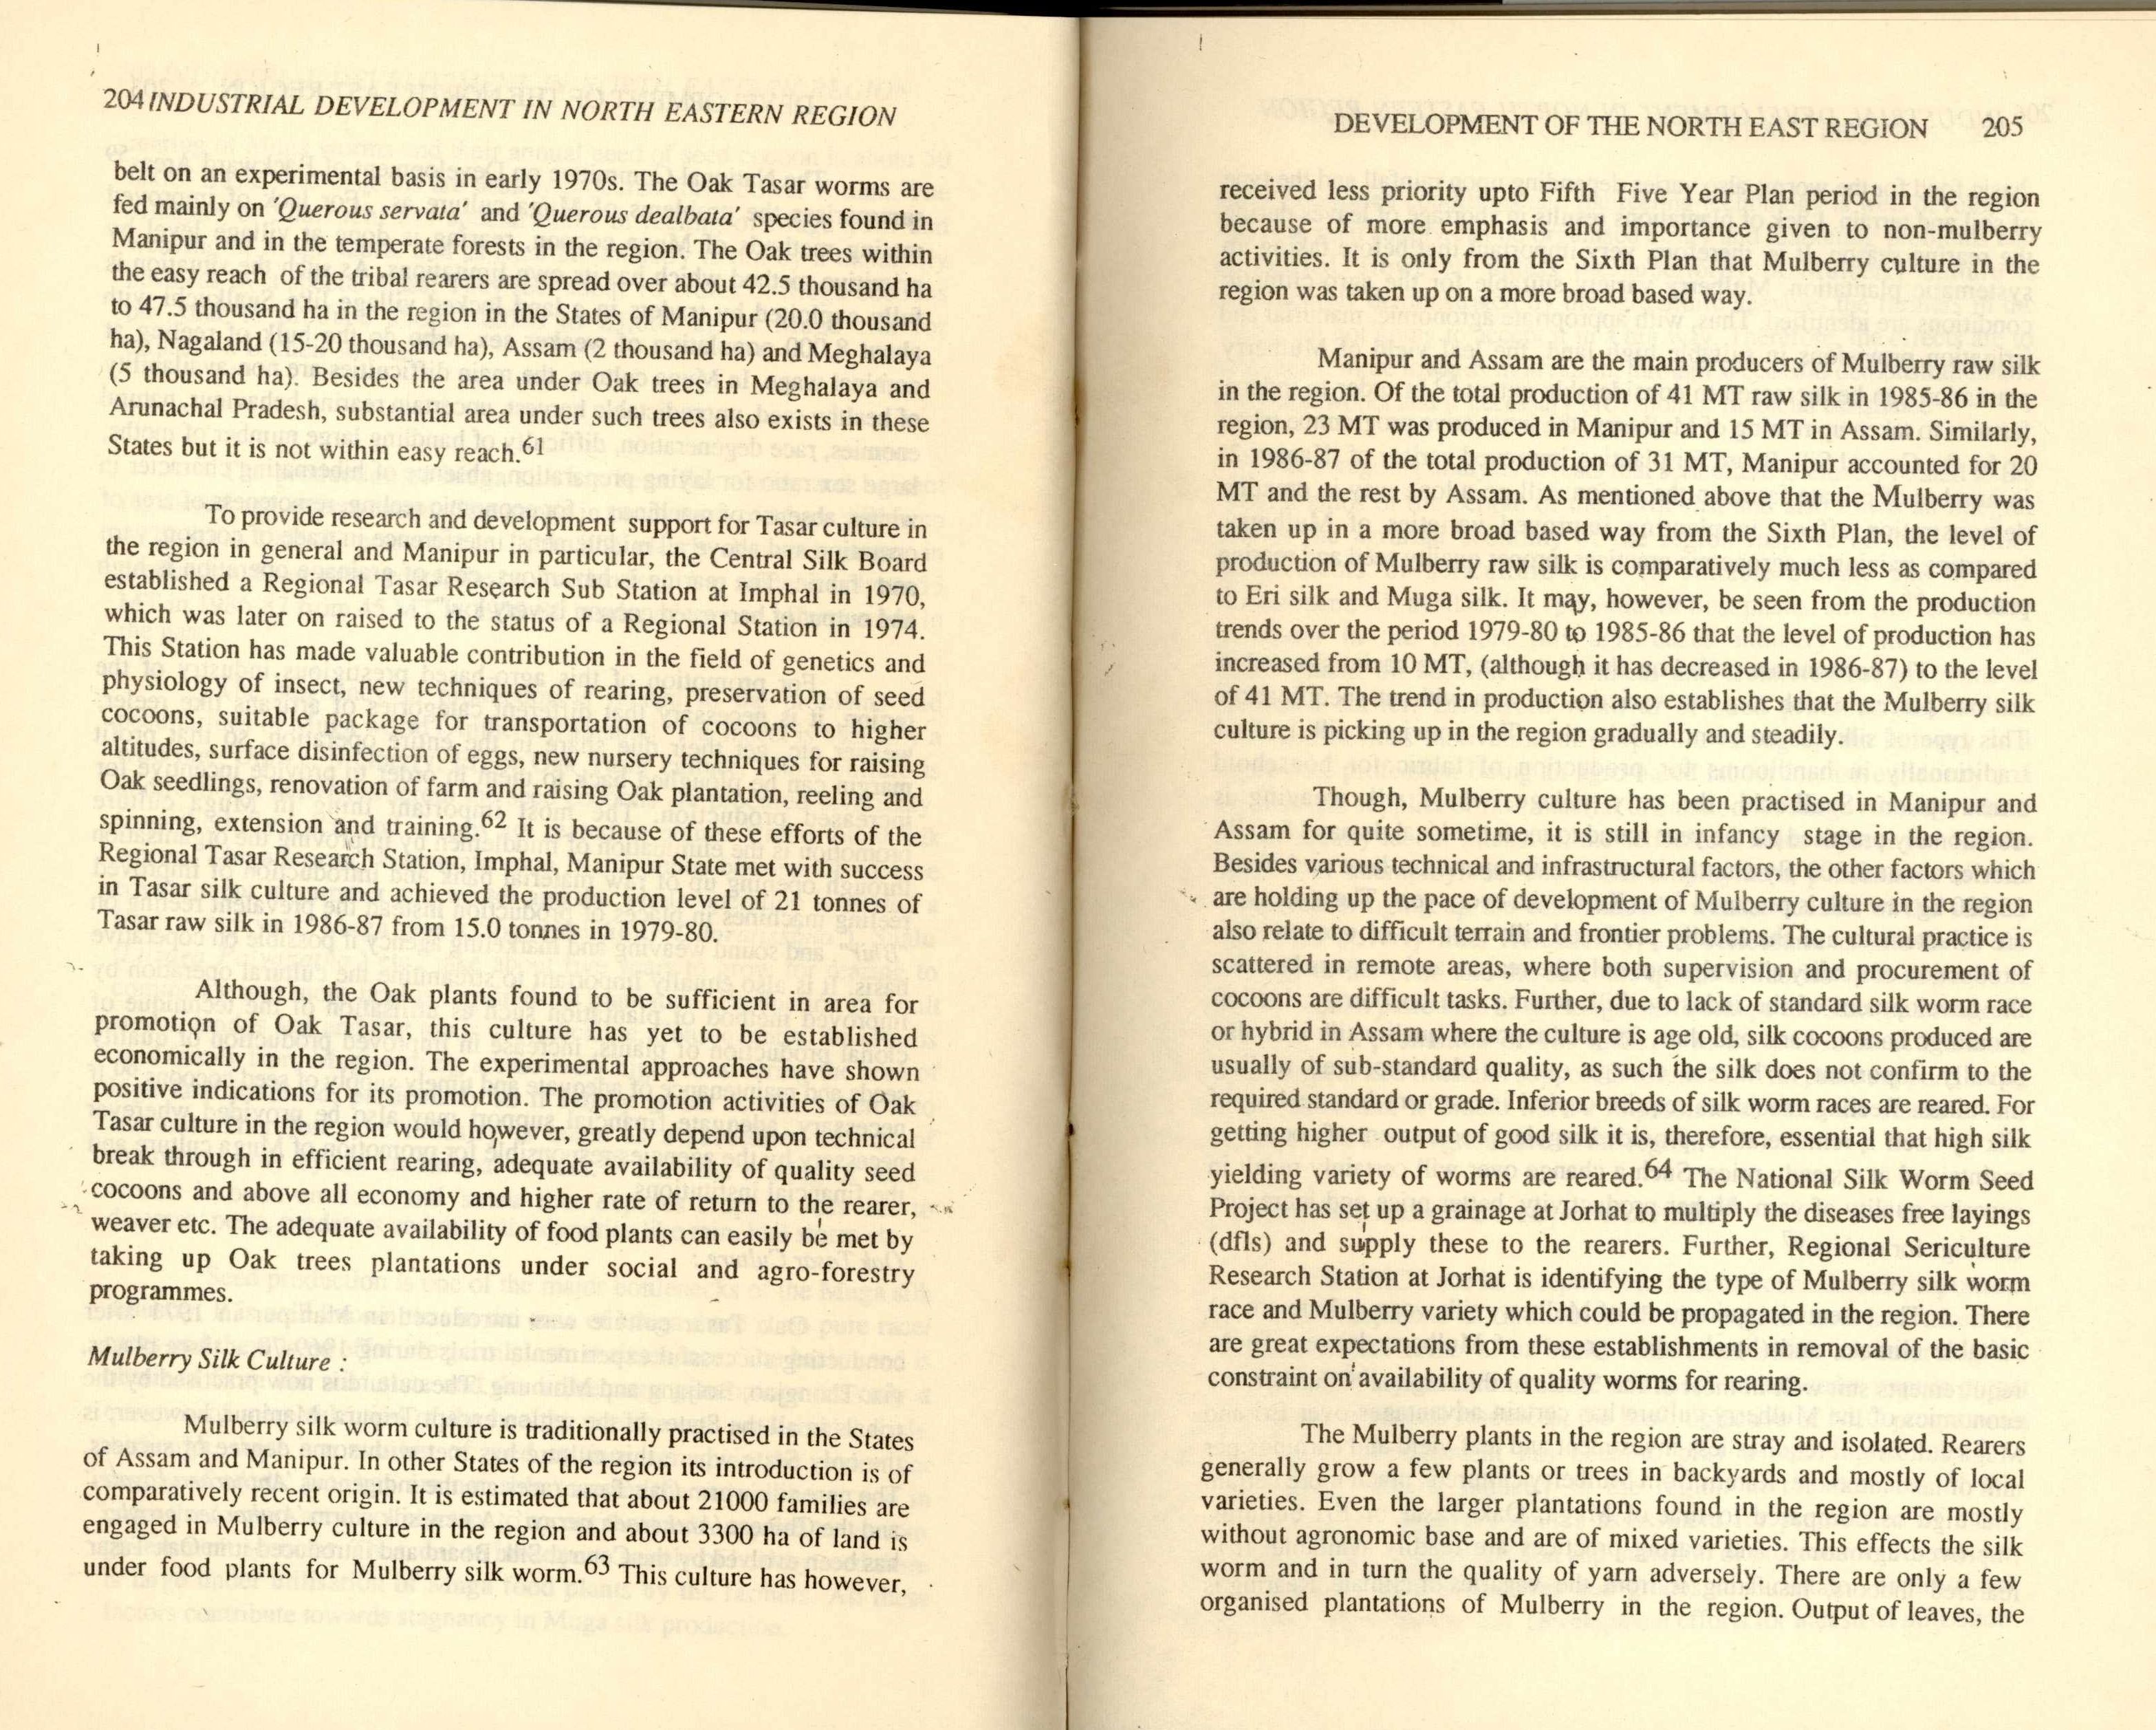 204 INDUSTRIAL DEVELOPMENT IN NORTH EASTERN REGION
belt on an experimental basis in early 1970s. The Oak Tasar worms are
fed mainly on 'Querous servata' and 'Querous dealbata' species found in
Manipur and in the temperate forests in the region. The Oak trees within
the easy reach of the tribal rearers are spread over about 42.5 thousand ha
to 47.5 thousand ha in the region in the States of Manipur (20.0 thousand
ha), Nagaland (15-20 thousand ha), Assam (2 thousand ha) and Meghalaya
(5 thousand ha). Besides the area under Oak trees in Meghalaya and
Arunachal Pradesh, substantial area under such trees also exists in these
States but it is not within easy reach.61
To provide research and development support for Tasar culture in
the region in general and Manipur in particular, the Central Silk Board
established a Regional Tasar Research Sub Station at Imphal in 1970,
which was later on raised to the status of a Regional Station in 1974.
This Station has made valuable contribution in the field of genetics and
physiology of insect, new techniques of rearing, preservation of seed
cocoons, suitable package for transportation of cocoons to higher
altitudes, surface disinfection of eggs, new nursery techniques for raising
Oak seedlings, renovation of farm and raising Oak plantation, reeling and
spinning, extension and training.62 It is because of these efforts of the
Regional Tasar Research Station, Imphal, Manipur State met with success
in Tasar silk culture and achieved the production level of 21 tonnes of
Tasar raw silk in 1986-87 from 15.0 tonnes in 1979-80.
Although, the Oak plants found to be sufficient in area for
promotion of Oak Tasar, this culture has yet to be established
economically in the region. The experimental approaches have shown
positive indications for its promotion. The promotion activities of Oak
Tasar culture in the region would however, greatly depend upon technical
break through in efficient rearing, adequate availability of quality seed
cocoons and above all economy and higher rate of return to the rearer,
weaver etc. The adequate availability of food plants can easily be met by
taking up Oak trees plantations under social and agro-forestry
programmes.
Mulberry Silk Culture :
Mulberry silk worm culture is traditionally practised in the States
of Assam and Manipur. In other States of the region its introduction is of
comparatively recent origin. It is estimated that about 21000 families are
engaged in Mulberry culture in the region and about 3300 ha of land is
under food plants for Mulberry silk worm.63 This culture has however,
DEVELOPMENT OF THE NORTH EAST REGION 205
received less priority upto Fifth Five Year Plan period in the region
because of more emphasis and importance given to non-mulberry
activities. It is only from the Sixth Plan that Mulberry culture in the
region was taken up on a more broad based way.
Manipur and Assam are the main producers of Mulberry raw silk
in the region. Of the total production of 41 MT raw silk in 1985-86 in the
region, 23 MT was produced in Manipur and 15 MT in Assam. Similarly,
in 1986-87 of the total production of 31 MT, Manipur accounted for 20
MT and the rest by Assam. As mentioned above that the Mulberry was
taken up in a more broad based way from the Sixth Plan, the level of
production of Mulberry raw silk is comparatively much less as compared
to Eri silk and Muga silk. It may, however, be seen from the production
trends over the period 1979-80 to 1985-86 that the level of production has
increased from 10 MT, (although it has decreased in 1986-87) to the level
of 41 MT. The trend in production also establishes that the Mulberry silk
culture is picking up in the region gradually and steadily.
Though, Mulberry culture has been practised in Manipur and
Assam for quite sometime, it is still in infancy stage in the region.
Besides various technical and infrastructural factors, the other factors which
are holding up the pace of development of Mulberry culture in the region
also relate to difficult terrain and frontier problems. The cultural practice is
scattered in remote areas, where both supervision and procurement of
cocoons are difficult tasks. Further, due to lack of standard silk worm race
or hybrid in Assam where the culture is age old, silk cocoons produced are
usually of sub-standard quality, as such the silk does not confirm to the
required standard or grade. Inferior breeds of silk worm races are reared. For
getting higher output of good silk it is, therefore, essential that high silk
yielding variety of worms are reared.64 The National Silk Worm Seed
Project has set up a grainage at Jorhat to multiply the diseases free layings
(dfls) and supply these to the rearers. Further, Regional Sericulture
Research Station at Jorhat is identifying the type of Mulberry silk worm
race and Mulberry variety which could be propagated in the region. There
are great expectations from these establishments in removal of the basic
constraint on availability of quality worms for rearing.
The Mulberry plants in the region are stray and isolated. Rearers
generally grow a few plants or trees in backyards and mostly of local
varieties. Even the larger plantations found in the region are mostly
without agronomic base and are of mixed varieties. This effects the silk
worm and in turn the quality of yarn adversely. There are only a few
organised plantations of Mulberry in the region. Output of leaves, the